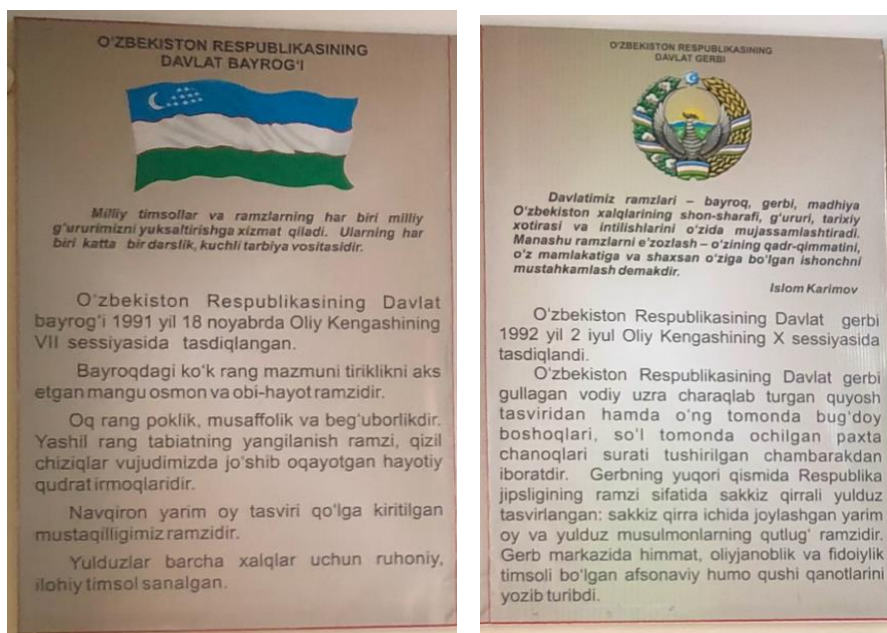 O‘ZBEKISTON RESPUBLIKASINING
DAVLAT BAYROG‘I
Milliy timsollar va ramzlarning har biri milliy
g‘ururimizni yuksaltirishga xizmat qiladi. Ularning har
biri katta bir darslik, kuchli tarbiya vositasidir.
O‘zbekiston Respublikasining Davlat
bayrog‘i 1991 yil 18 noyabrda Oliy Kengashining
VII sessiyasida tasdiqlangan.
Bayroqdagi ko‘k rang mazmuni tiriklikni aks
etgan mangu osmon va obi-hayot ramzidir.
Oq rang poklik, musaffolik va beg‘uborlikdir.
Yashil rang tabiatning yangilanish ramzi, qizil
chiziqlar vujudimizda jo‘shib oqayotgan hayotiy
qudrat irmoqlaridir.
Navqiron yarim oy tasviri qo‘lga kiritilgan
mustaqilligimiz ramzidir.
Yulduzlar barcha xalqlar uchun ruhoniy,
ilohiy timsol sanalgan.
O‘ZBEKISTON RESPUBLIKASINING
DAVLAT GERBI
Davlatimiz ramzlari – bayroq, gerbi, madhiya
O‘zbekiston xalqlarining shon-sharafi, g‘ururi, tarixiy
xotirasi va intilishlarini o‘zida mujassamlashtiradi.
Manashu ramzlarni e’zozlash – o‘zining qadr-qimmatini,
o‘z mamlakatiga va shaxsan o‘ziga bo‘lgan ishonchni
mustahkamlash demakdir.
Islom Karimov
O‘zbekiston Respublikasining Davlat gerbi
1992 yil 2 iyul Oliy Kengashining X sessiyasida
tasdiqlandi.
O‘zbekiston Respublikasining Davlat gerbi
gullagan vodiy uzra charaqlab turgan quyosh
tasviridan hamda o‘ng tomonda bug‘doy
boshoqlari, so‘l tomonda ochilgan paxta
chanoqlari surati tushirilgan chambarakdan
iboratdir. Gerbning yuqori qismida Respublika
jipsligining ramzi sifatida sakkiz qirrali yulduz
tasvirlangan: sakkiz qirra ichida joylashgan yarim
oy va yulduz musulmonlarning qutlug‘ ramzidir.
Gerb markazida himmat, oliyjanoblik va fidoiylik
timsoli bo‘lgan afsonaviy humo qushi qanotlarini
yozib turibdi.